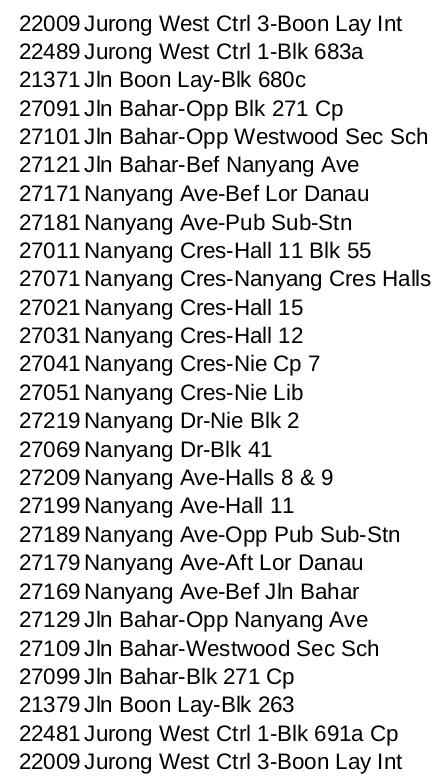 22009 Jurong West Ctrl 3-Boon Lay Int
22489 Jurong West Ctrl 1-Blk 683a
21371 Jln Boon Lay-Blk 680c
27091 Jln Bahar-Opp Blk 271 Cp
27101 Jln Bahar-Opp Westwood Sec Sch
27121 Jln Bahar-Bef Nanyang Ave
27171 Nanyang Ave-Bef Lor Danau
27181 Nanyang Ave-Pub Sub-Stn
27011 Nanyang Cres-Hall 11 Blk 55
27071 Nanyang Cres-Nanyang Cres Halls
27021 Nanyang Cres-Hall 15
27031 Nanyang Cres-Hall 12
27041 Nanyang Cres-Nie Cp 7
27051 Nanyang Cres-Nie Lib
27219 Nanyang Dr-Nie Blk 2
27069 Nanyang Dr-Blk 41
27209 Nanyang Ave-Halls 8 & 9
27199 Nanyang Ave-Hall 11
27189 Nanyang Ave-Opp Pub Sub-Stn
27179 Nanyang Ave-Aft Lor Danau
27169 Nanyang Ave-Bef Jln Bahar
27129 Jln Bahar-Opp Nanyang Ave
27109 Jln Bahar-Westwood Sec Sch
27099 Jln Bahar-Blk 271 Cp
21379 Jln Boon Lay-Blk 263
22481 Jurong West Ctrl 1-Blk 691a Cp
22009 Jurong West Ctrl 3-Boon Lay Int